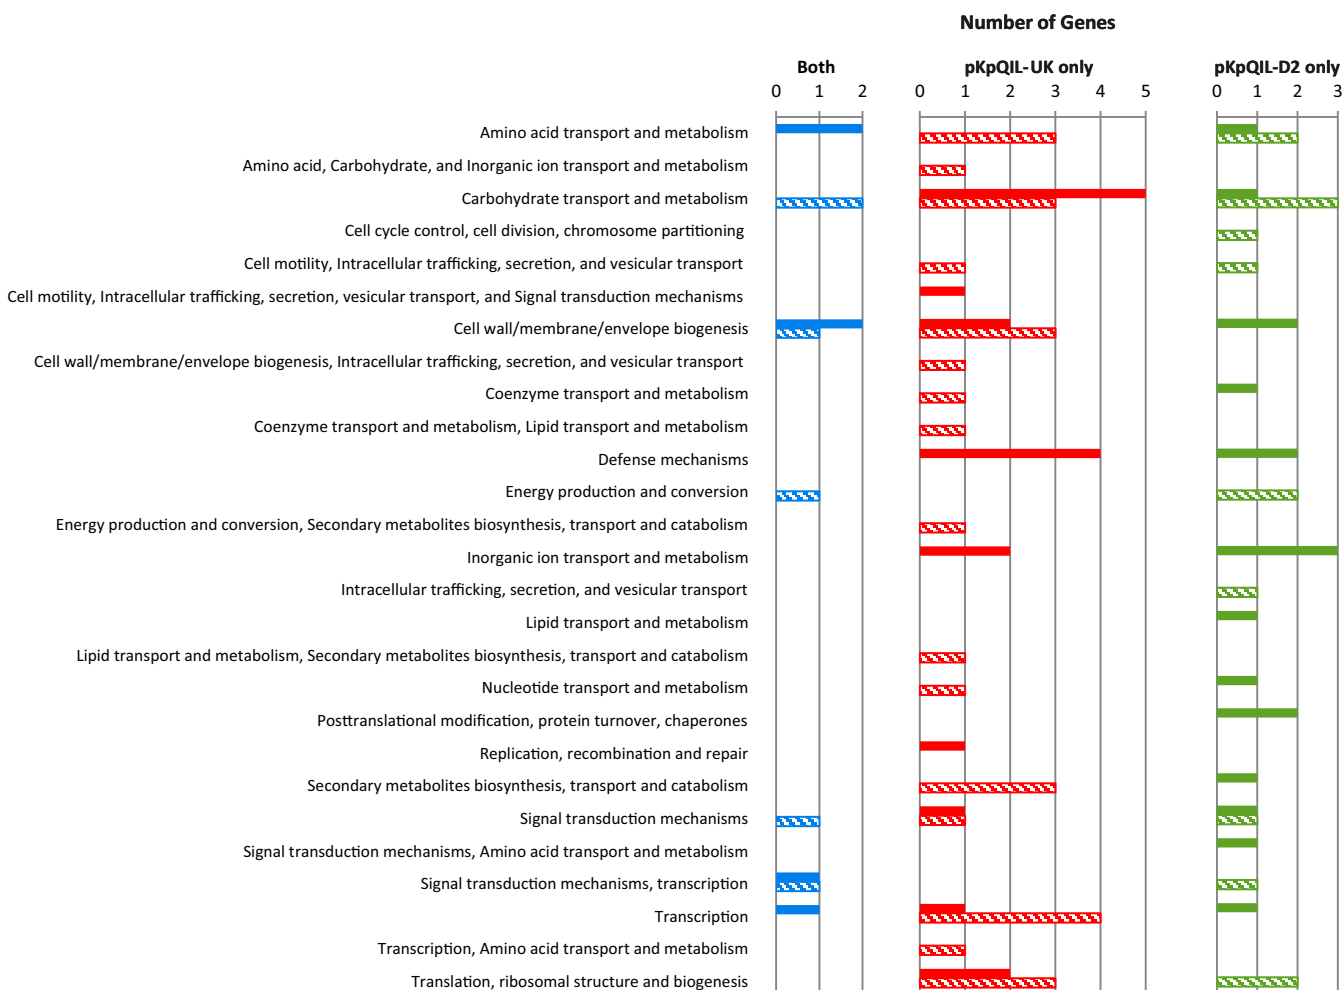 Number of Genes
Both pKpQIL-UK only pKpQIL-D2 only
0 1 2 0 1 2 3 4 5 0 1 2 3
Amino acid transport and metabolism
Amino acid, Carbohydrate, and Inorganic ion transport and metabolism
Carbohydrate transport and metabolism
Cell cycle control, cell division, chromosome partitioning
Cell motility, Intracellular trafficking, secretion, and vesicular transport
Cell motility, Intracellular trafficking, secretion, vesicular transport, and Signal transduction mechanisms
Cell wall/membrane/envelope biogenesis
Cell wall/membrane/envelope biogenesis, Intracellular trafficking, secretion, and vesicular transport
Coenzyme transport and metabolism
Coenzyme transport and metabolism, Lipid transport and metabolism
Defense mechanisms
Energy production and conversion
Energy production and conversion, Secondary metabolites biosynthesis, transport and catabolism
Inorganic ion transport and metabolism
Intracellular trafficking, secretion, and vesicular transport
Lipid transport and metabolism
Lipid transport and metabolism, Secondary metabolites biosynthesis, transport and catabolism
Nucleotide transport and metabolism
Posttranslational modification, protein turnover, chaperones
Replication, recombination and repair
Secondary metabolites biosynthesis, transport and catabolism
Signal transduction mechanisms
Signal transduction mechanisms, Amino acid transport and metabolism
Signal transduction mechanisms, transcription
Transcription
Transcription, Amino acid transport and metabolism
Translation, ribosomal structure and biogenesis